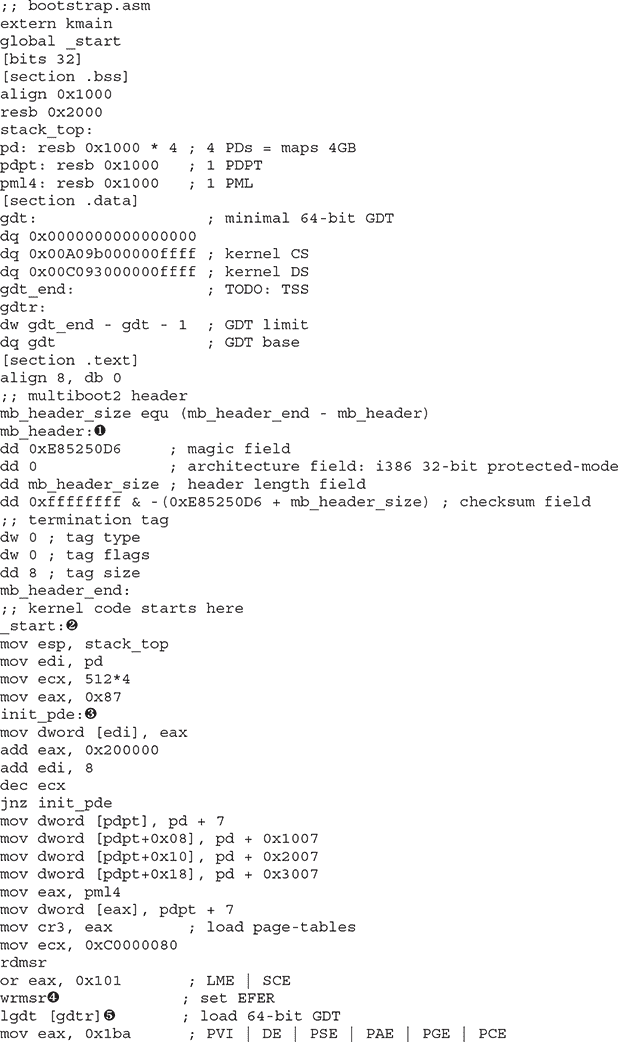 ;; bootstrap.asm
extern kmain
global _start
[bits 32]
[section .bss]
align 0x1000
resb 0x2000
stack_top:
pd: resb 0x1000 * 4 ; 4 PDs = maps 4GB
pdpt: resb 0x1000   ; 1 PDPT
pml4: resb 0x1000   ; 1 PML
[section .data]
gdt:                ; minimal 64-bit GDT
dq 0x0000000000000000
dq 0x00A09b000000ffff ; kernel CS
dq 0x00C093000000ffff ; kernel DS
gdt_end:              ; TODO: TSS
gdtr:
dw gdt_end - gdt - 1  ; GDT limit
dq gdt                ; GDT base
[section .text]
align 8, db 0
;; multiboot2 header
mb_header_size equ (mb_header_end - mb_header)
mb_header:❶
dd 0xE85250D6     ; magic field
dd 0              ; architecture field: i386 32-bit protected-mode
dd mb_header_size ; header length field
dd 0xffffffff & -(0xE85250D6 + mb_header_size) ; checksum field
;; termination tag
dw 0 ; tag type
dw 0 ; tag flags
dd 8 ; tag size
mb_header_end:
;; kernel code starts here
_start:❷
mov esp, stack_top
mov edi, pd
mov ecx, 512*4
mov eax, 0x87
init_pde:❸
mov dword [edi], eax
add eax, 0x200000
add edi, 8
dec ecx
jnz init_pde
mov dword [pdpt], pd + 7
mov dword [pdpt+0x08], pd + 0x1007
mov dword [pdpt+0x10], pd + 0x2007
mov dword [pdpt+0x18], pd + 0x3007
mov eax, pml4
mov dword [eax], pdpt + 7
mov cr3, eax        ; load page-tables
mov ecx, 0xC0000080
rdmsr
or eax, 0x101       ; LME | SCE
wrmsr❹             ; set EFER
lgdt [gdtr]❺       ; load 64-bit GDT
mov eax, 0x1ba      ; PVI | DE | PSE | PAE | PGE | PCE